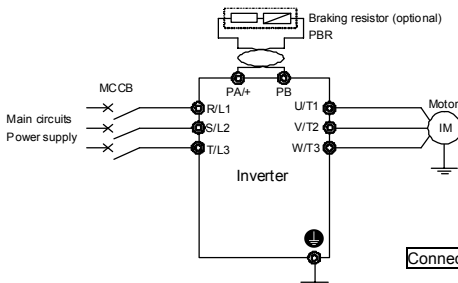 Braking resistor (optional)
PBR
PA/+
PB
MCCB
Main circuits
Power supply
R/L1
S/L2
T/L3
U/T1
V/T2
W/T3
Motor
IM
Inverter
Connec